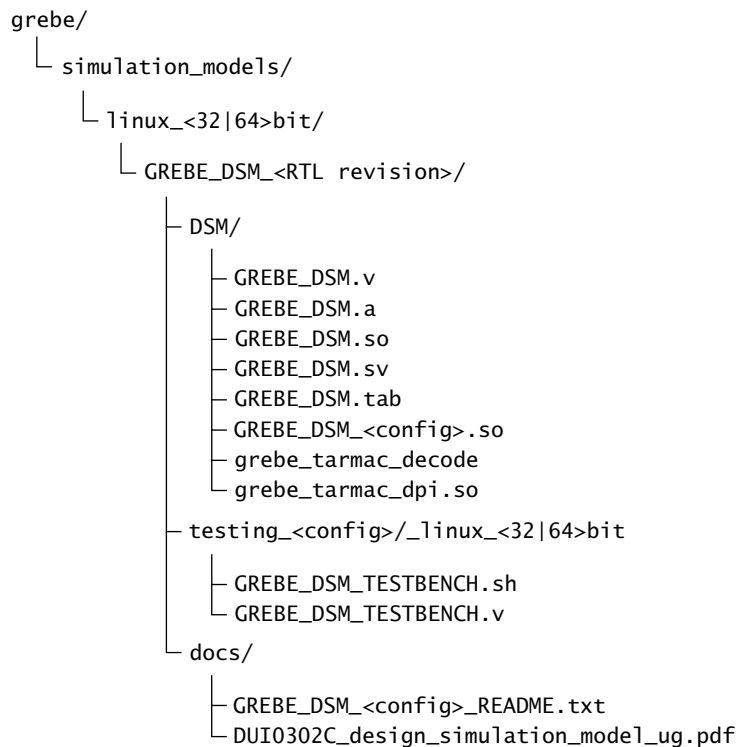 grebe/
simulation_models/
linux_<32|64>bit/
GREBE_DSM_<RTL revision>/
DSM/
GREBE_DSM.v
GREBE_DSM.a
GREBE_DSM.so
GREBE_DSM.sv
GREBE_DSM.tab
GREBE_DSM_<config>.so
grebe_tarmac_decode
grebe_tarmac_dpi.so
testing_<config>/_linux_<32|64>bit
GREBE_DSM_TESTBENCH.sh
GREBE_DSM_TESTBENCH.v
docs/
GREBE_DSM_<config>_README.txt
DUI0302C_design_simulation_model_ug.pdf